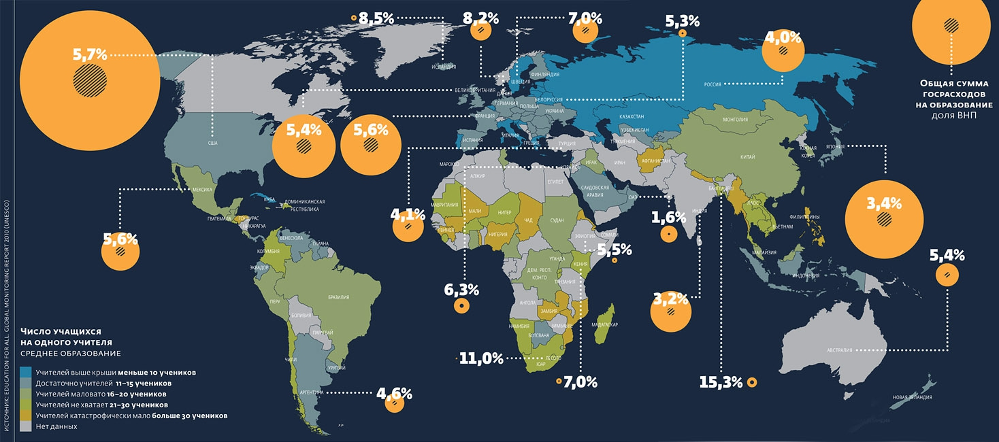 5,7%
8,5%
8,2%
7,0%
5,3%
4,0%
Общая сумма
госрасходов
на образование
доля ВНП
ИСЛАНДИЯ
ФИНЛЯНДИЯ
ШВЕЦИЯ
РОССИЯ
ВЕЛИКОБРИТАНИЯ
ДАНИЯ
БЕЛОРУССИЯ
ГЕРМАНИЯ
ПОЛЬША
УКРАИНА
ФРАНЦИЯ
КАЗАХСТАН
МОНГОЛИЯ
5,4%
5,6%
УЗБЕКИСТАН
ИСПАНИЯ
ИТАЛИЯ
ГРЕЦИЯ
ТУРЦИЯ
ТУРКМЕНИЯ
США
ЮЖНАЯ
КОРЕЯ
ЯПОНИЯ
КИТАЙ
МАРОККО
ИЗРАИЛЬ
ИРАК
ИРАН
АФГАНИСТАН
АЛЖИР
ЕГИПЕТ
САУДОВСКАЯ
АРАВИЯ
ОАЭ
БАНГЛАДЕШ
МЕКСИКА
КУБА
ДОМИНИКАНСКАЯ
РЕСПУБЛИКА
МАВРИТАНИЯ
МАЛИ
НИГЕР
ЧАД
СУДАН
ИНДИЯ
ЛАОС
3,4%
ГВАТЕМАЛА
ГОНДУРАС
НИКАРАГУА
4,1%
1,6%
ФИЛИППИНЫ
ВЬЕТНАМ
ГВИНЕЯ
НИГЕРИЯ
ЭФИОПИЯ
СОМАЛИ
5,6%
ВЕНЕСУЭЛА
ГАЙАНА
КОЛУМБИЯ
5,5%
МАЛАЙЗИЯ
5,4%
ЭКВАДОР
УГАНДА
КЕНИЯ
ДЕМ. РЕСП.
КОНГО
ТАНЗАНИЯ
ИНДОНЕЗИЯ
6,3%
3,2%
ПЕРУ
БРАЗИЛИЯ
АНГОЛА
ЗАМБИЯ
БОЛИВИЯ
НАМИБИЯ
ЗИМБАБВЕ
МАДАГАСКАР
ПАРАГВАЙ
БОТСВАНА
АВСТРАЛИЯ
11,0%
ЛЕСОТО
ЮАР
ЧИЛИ
УРУГВАЙ
7,0%
15,3%
АРГЕНТИНА
4,6%
НОВАЯ ЗЕЛАНДИЯ
Число учащихся
на одного учителя
СРЕДНЕЕ ОБРАЗОВАНИЕ
Учителей выше крыши меньше 10 учеников
Достаточно учителей 11–15 учеников
Учителей маловато 16–20 учеников
Учителей не хватает 21–30 учеников
Учителей катастрофически мало больше 30 учеников
Нет данных
ИСТОЧНИК: EDUCATION FOR ALL. GLOBAL MONITORING REPORT 2010 (UNESCO)